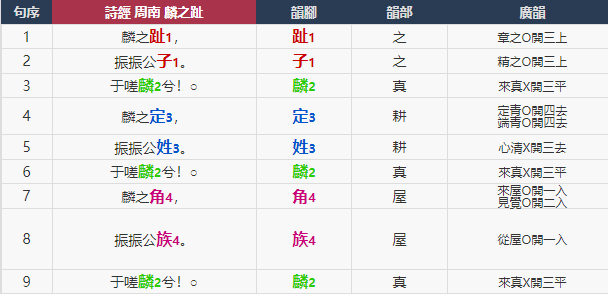 句序 詩經 周南 麟之趾 韻腳 韻部 廣韻
1 麟之趾1， 趾1 之 章之O開三上
2 振振公子1。 子1 之 精之O開三上
3 于嗟麟2兮！○ 麟2 真 來真X開三平
4 麟之定3， 定3 耕 定青O開四去
端青O開四去
5 振振公姓3。 姓3 耕 心清X開三去
6 于嗟麟2兮！○ 麟2 真 來真X開三平
7 麟之角4， 角4 屋 來屋O開一入
見覺O開二入
8 振振公族4。 族4 屋 從屋O開一入
9 于嗟麟2兮！○ 麟2 真 來真X開三平